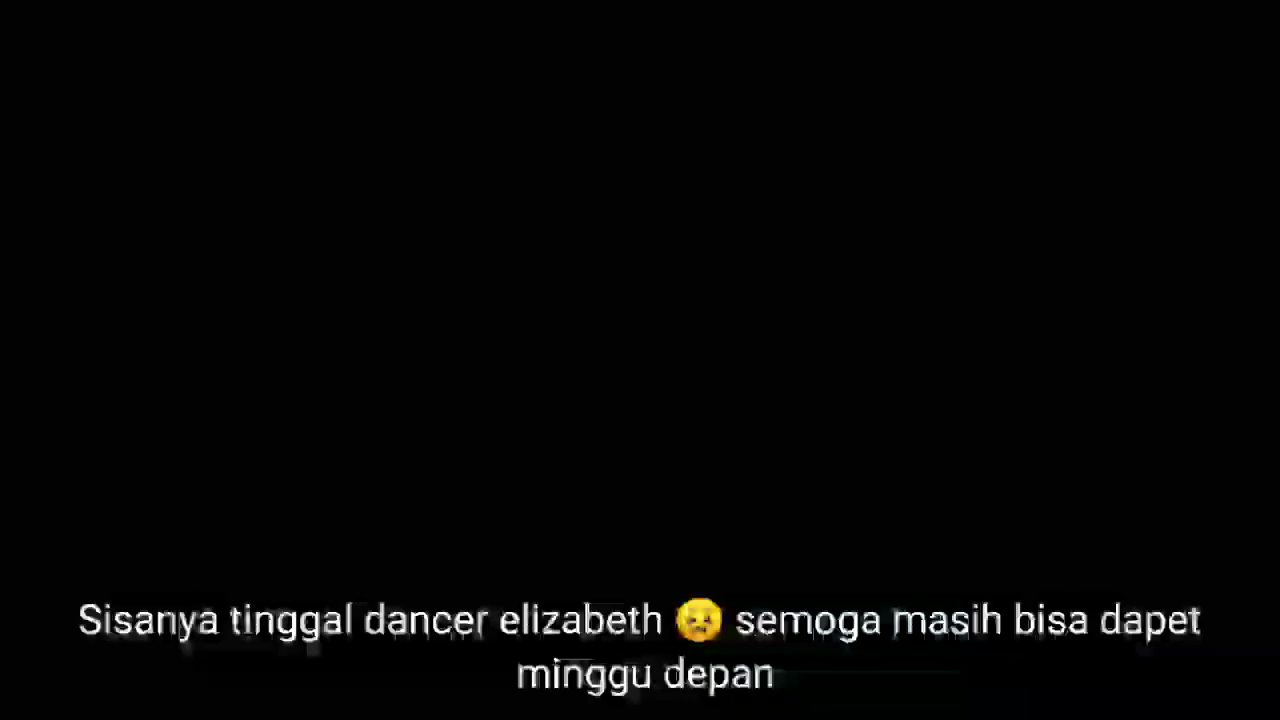 Sisanya tinggal dancer elizabeth 😢 semoga masih bisa dapet
minggu depan